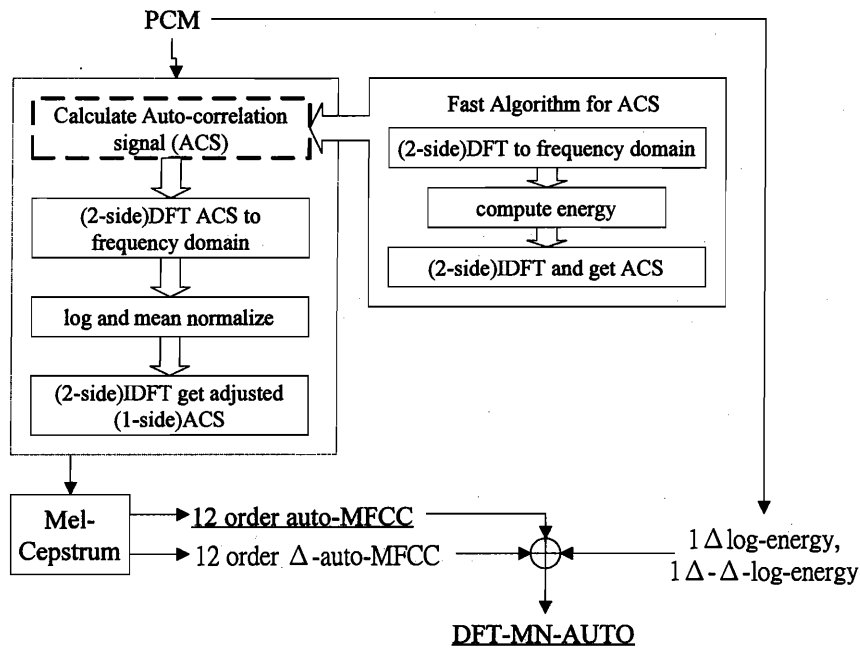 PCM
Calculate Auto-correlation
signal (ACS)
(2-side)DFT ACS to
frequency domain
log and mean normalize
(2-side)IDFT get adjusted
(1-side)ACS
Fast Algorithm for ACS
(2-side)DFT to frequency domain
compute energy
(2-side)IDFT and get ACS
Mel-
Cepstrum
12 order auto-MFCC
12 order Δ-auto-MFCC
1Δlog-energy,
1Δ-Δ-log-energy
DFT-MN-AUTO